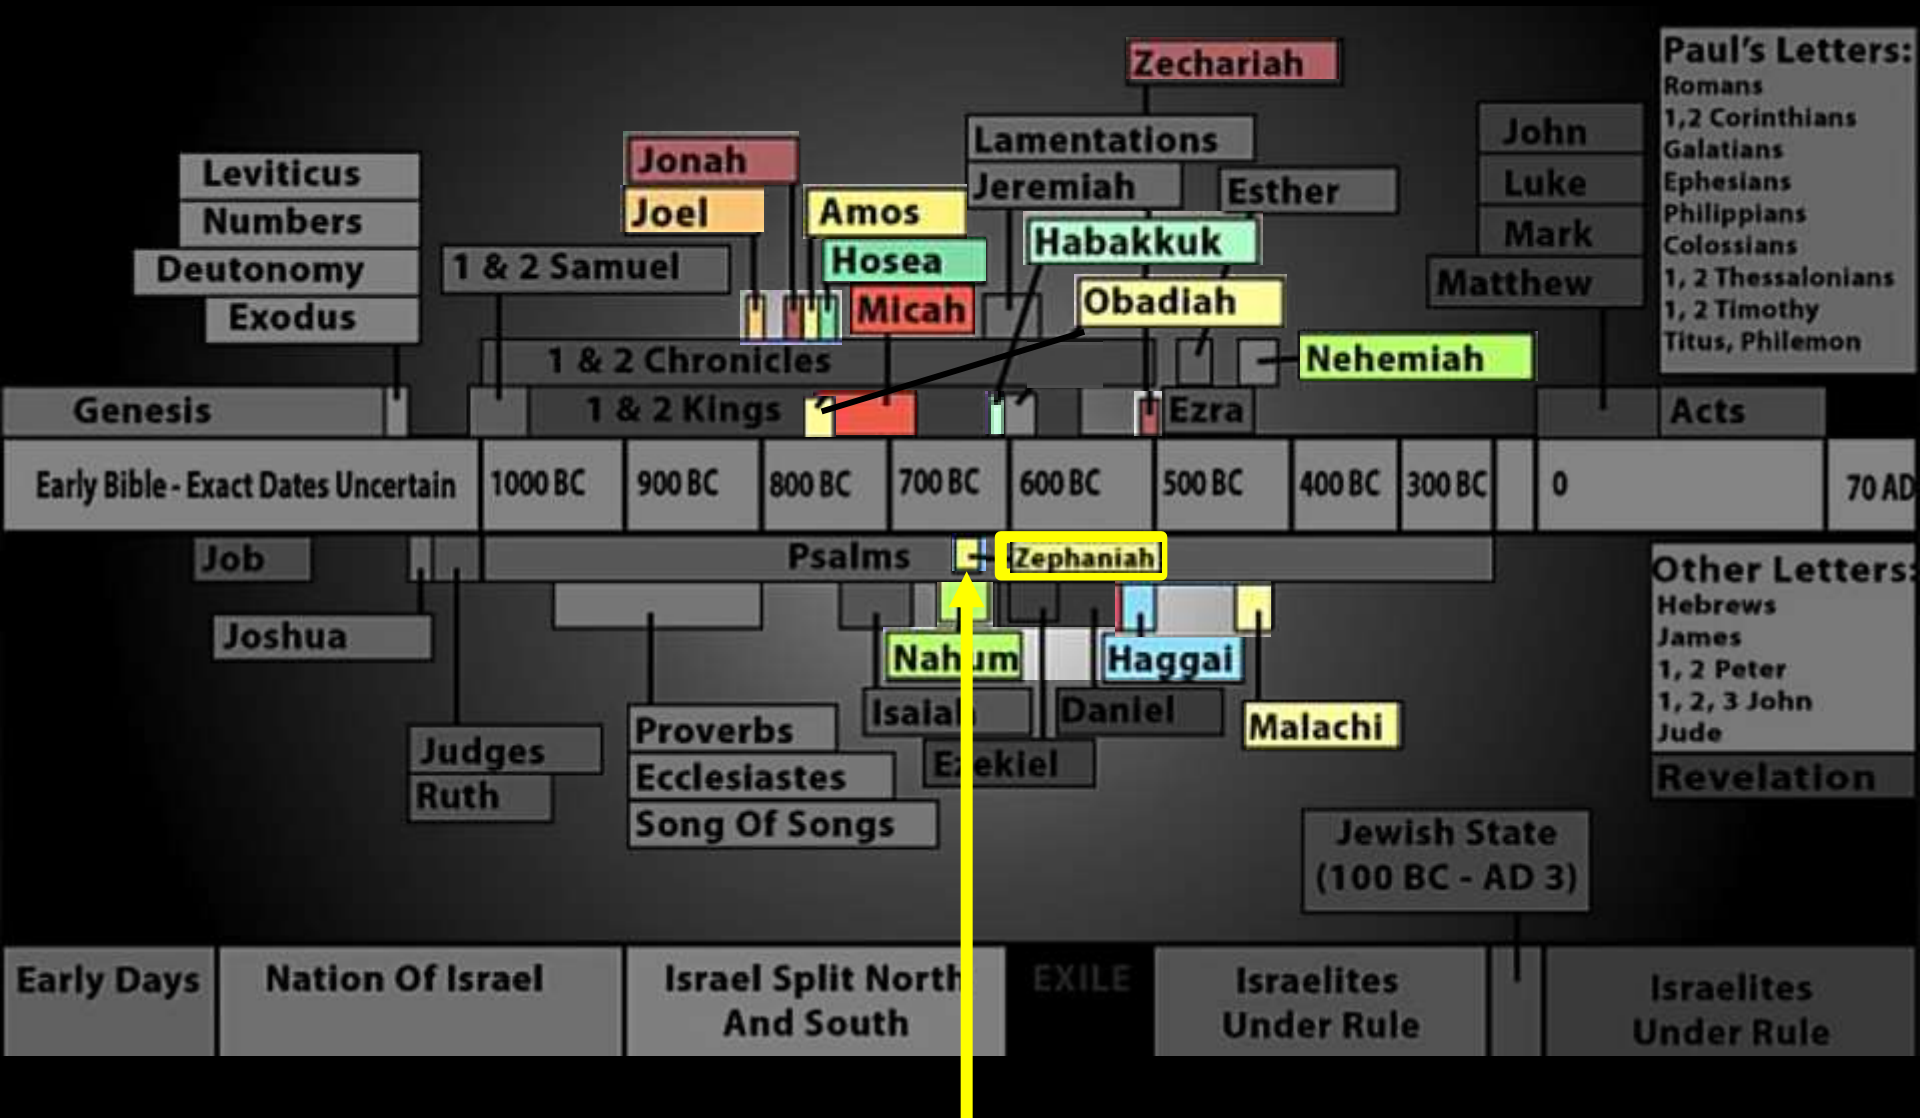 Zechariah
Paul's Letters:
Romans
1,2 Corinthians
Galatians
Ephesians
Philippians
Colossians
1, 2 Thessalonians
1, 2 Timothy
Titus, Philemon
John
Luke
Mark
Matthew
Lamentations
Jeremiah
Esther
Jonah
Joel
Amos
Hosea
Micah
Habakkuk
Obadiah
Nehemiah
Leviticus
Numbers
Deutonomy
Exodus
1 & 2 Samuel
1 & 2 Chronicles
Genesis
1 & 2 Kings
Ezra
Acts
Early Bible - Exact Dates Uncertain
1000 BC
900 BC
800 BC
700 BC
600 BC
500 BC
400 BC
300 BC
0
70 AD
Job
Psalms
Zephaniah
Joshua
Nahum
Haggai
Isaiah
Daniel
Malachi
Ezekiel
Judges
Ruth
Proverbs
Ecclesiastes
Song Of Songs
Other Letters:
Hebrews
James
1, 2 Peter
1, 2, 3 John
Jude
Revelation
Jewish State
(100 BC - AD 3)
Early Days
Nation Of Israel
Israel Split North
And South
EXILE
Israelites
Under Rule
Israelites
Under Rule